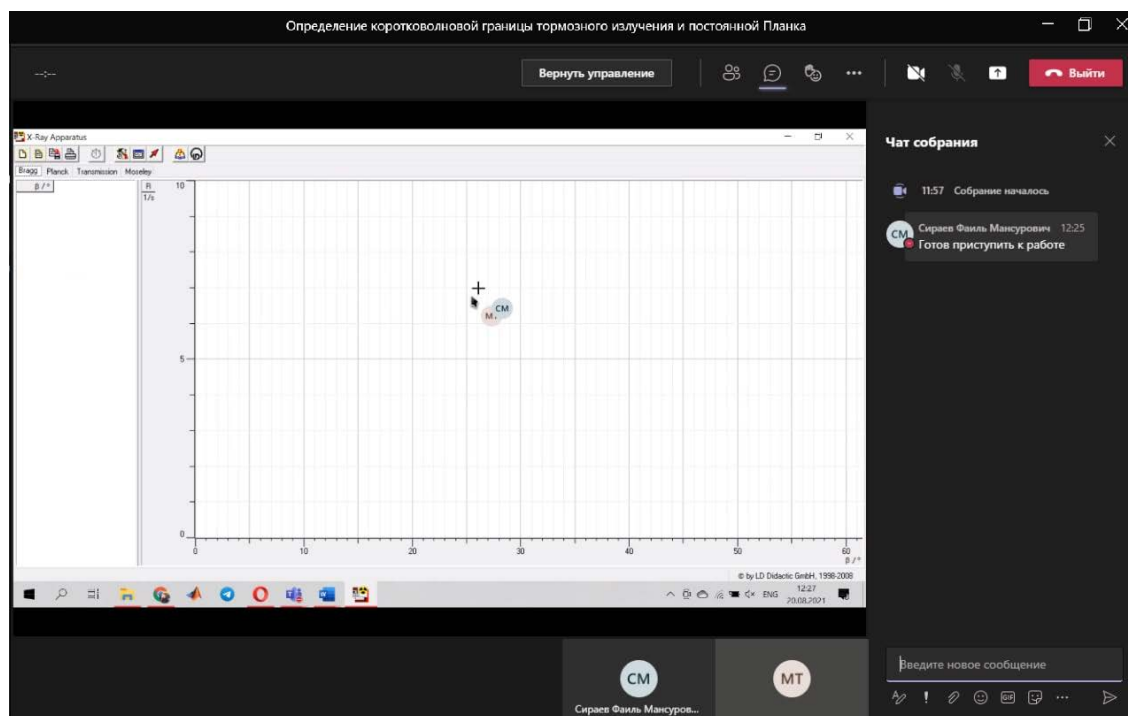 Определение коротковолновой границы тормозного излучения и постоянной Планка
--:--
Вернуть управление
Выйти
X-Ray Apparatus
Bragg Planck Transmission Moseley
β / °
R
1/s
10
5
0
0 10 20 30 40 50 60
β / °
© by LD Didactic GmbH, 1998-2008
CM
M.
ENG
12:27
20.08.2021
Чат собрания
11:57 Собрание началось
СМ
Сираев Фаиль Мансурович 12:25
Готов приступить к работе
СМ
Сираев Фаиль Мансуров...
МТ
Введите новое сообщение
GIF